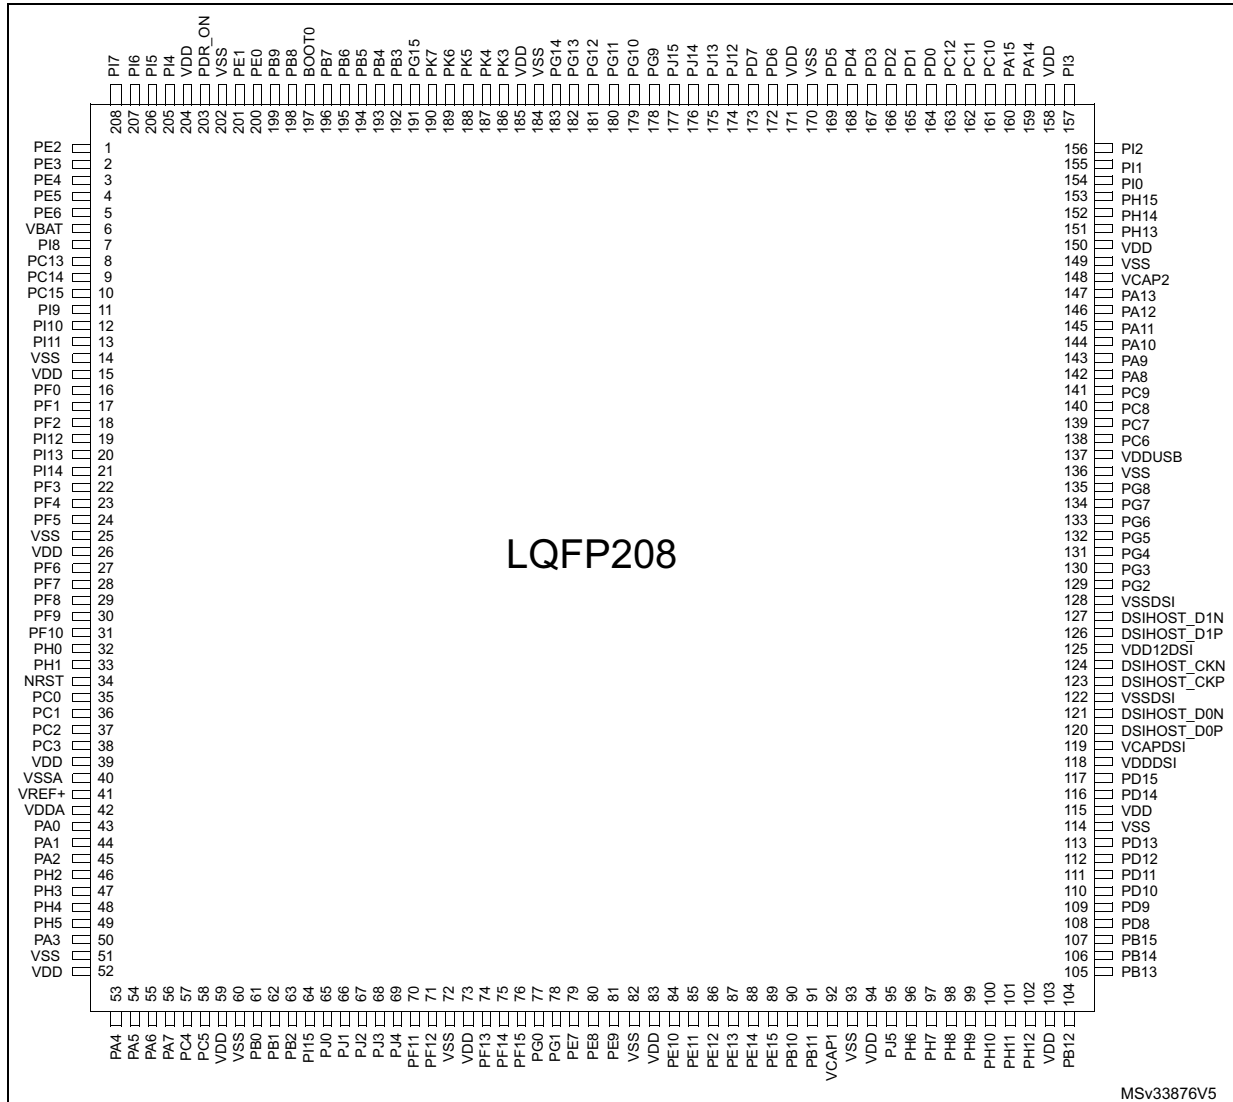 PI7 PI6 PI5 PI4 VDD PDR_ON VSS PE1 PE0 PB9 PB8 BOOT0 PB7 PB6 PB5 PB4 PB3 PG15 PK7 PK6 PK5 PK4 PK3 VDD VSS PG14 PG13 PG12 PG11 PG10 PG9 PJ15 PJ14 PJ13 PJ12 PD7 PD6 VDD VSS PD5 PD4 PD3 PD2 PD1 PD0 PC12 PC11 PC10 PA15 PA14 VDD PI3
208 207 206 205 204 203 202 201 200 199 198 197 196 195 194 193 192 191 190 189 188 187 186 185 184 183 182 181 180 179 178 177 176 175 174 173 172 171 170 169 168 167 166 165 164 163 162 161 160 159 158 157
PE2 1 156 PI2
PE3 2 155 PI1
PE4 3 154 PI0
PE5 4 153 PH15
PE6 5 152 PH14
VBAT 6 151 PH13
PI8 7 150 VDD
PC13 8 149 VSS
PC14 9 148 VCAP2
PC15 10 147 PA13
PI9 11 146 PA12
PI10 12 145 PA11
PI11 13 144 PA10
VSS 14 143 PA9
VDD 15 142 PA8
PF0 16 141 PC9
PF1 17 140 PC8
PF2 18 139 PC7
PI12 19 138 PC6
PI13 20 137 VDDUSB
PI14 21 136 VSS
PF3 22 135 PG8
PF4 23 134 PG7
PF5 24 133 PG6
VSS 25 132 PG5
VDD 26 131 PG4
LQFP208
PF6 27 130 PG3
PF7 28 129 PG2
PF8 29 128 VSSDSI
PF9 30 127 DSIHOST_D1N
PF10 31 126 DSIHOST_D1P
PH0 32 125 VDD12DSI
PH1 33 124 DSIHOST_CKN
NRST 34 123 DSIHOST_CKP
PC0 35 122 VSSDSI
PC1 36 121 DSIHOST_D0N
PC2 37 120 DSIHOST_D0P
PC3 38 119 VCAPDSI
VDD 39 118 VDDDSI
VSSA 40 117 PD15
VREF+ 41 116 PD14
VDDA 42 115 VDD
PA0 43 114 VSS
PA1 44 113 PD13
PA2 45 112 PD12
PH2 46 111 PD11
PH3 47 110 PD10
PH4 48 109 PD9
PH5 49 108 PD8
PA3 50 107 PB15
VSS 51 106 PB14
VDD 52 105 PB13
53 54 55 56 57 58 59 60 61 62 63 64 65 66 67 68 69 70 71 72 73 74 75 76 77 78 79 80 81 82 83 84 85 86 87 88 89 90 91 92 93 94 95 96 97 98 99 100 101 102 103 104
PA4 PA5 PA6 PA7 PC4 PC5 VDD VSS PB0 PB1 PB2 PI15 PJ0 PJ1 PJ2 PJ3 PJ4 PF11 PF12 VSS VDD PF13 PF14 PF15 PG0 PG1 PE7 PE8 PE9 VSS VDD PE10 PE11 PE12 PE13 PE14 PE15 PB10 PB11 VCAP1 VSS VDD PJ5 PH6 PH7 PH8 PH9 PH10 PH11 PH12 VDD PB12
MSv33876V5